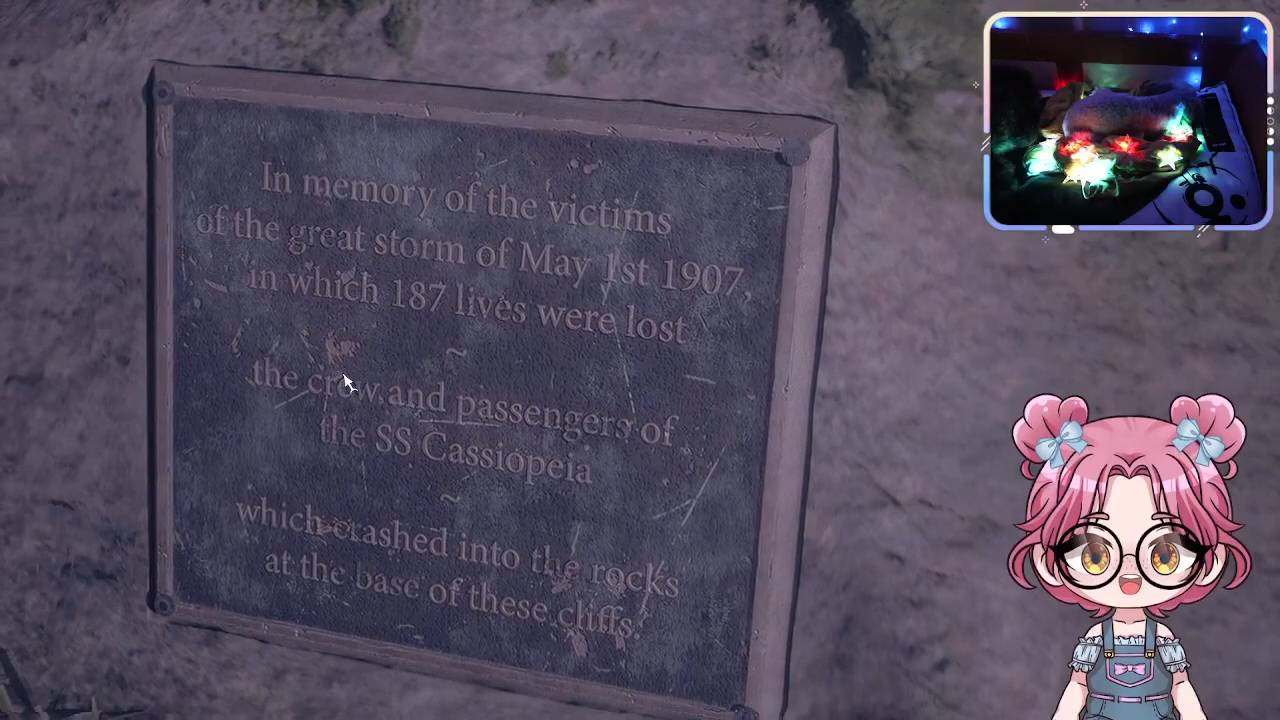 In memory of the victims
of the great storm of May 1st 1907,
in which 187 lives were lost
~
the crow and passengers of
the SS Cassiopeia
~
which crashed into the rocks
at the base of these cliffs.